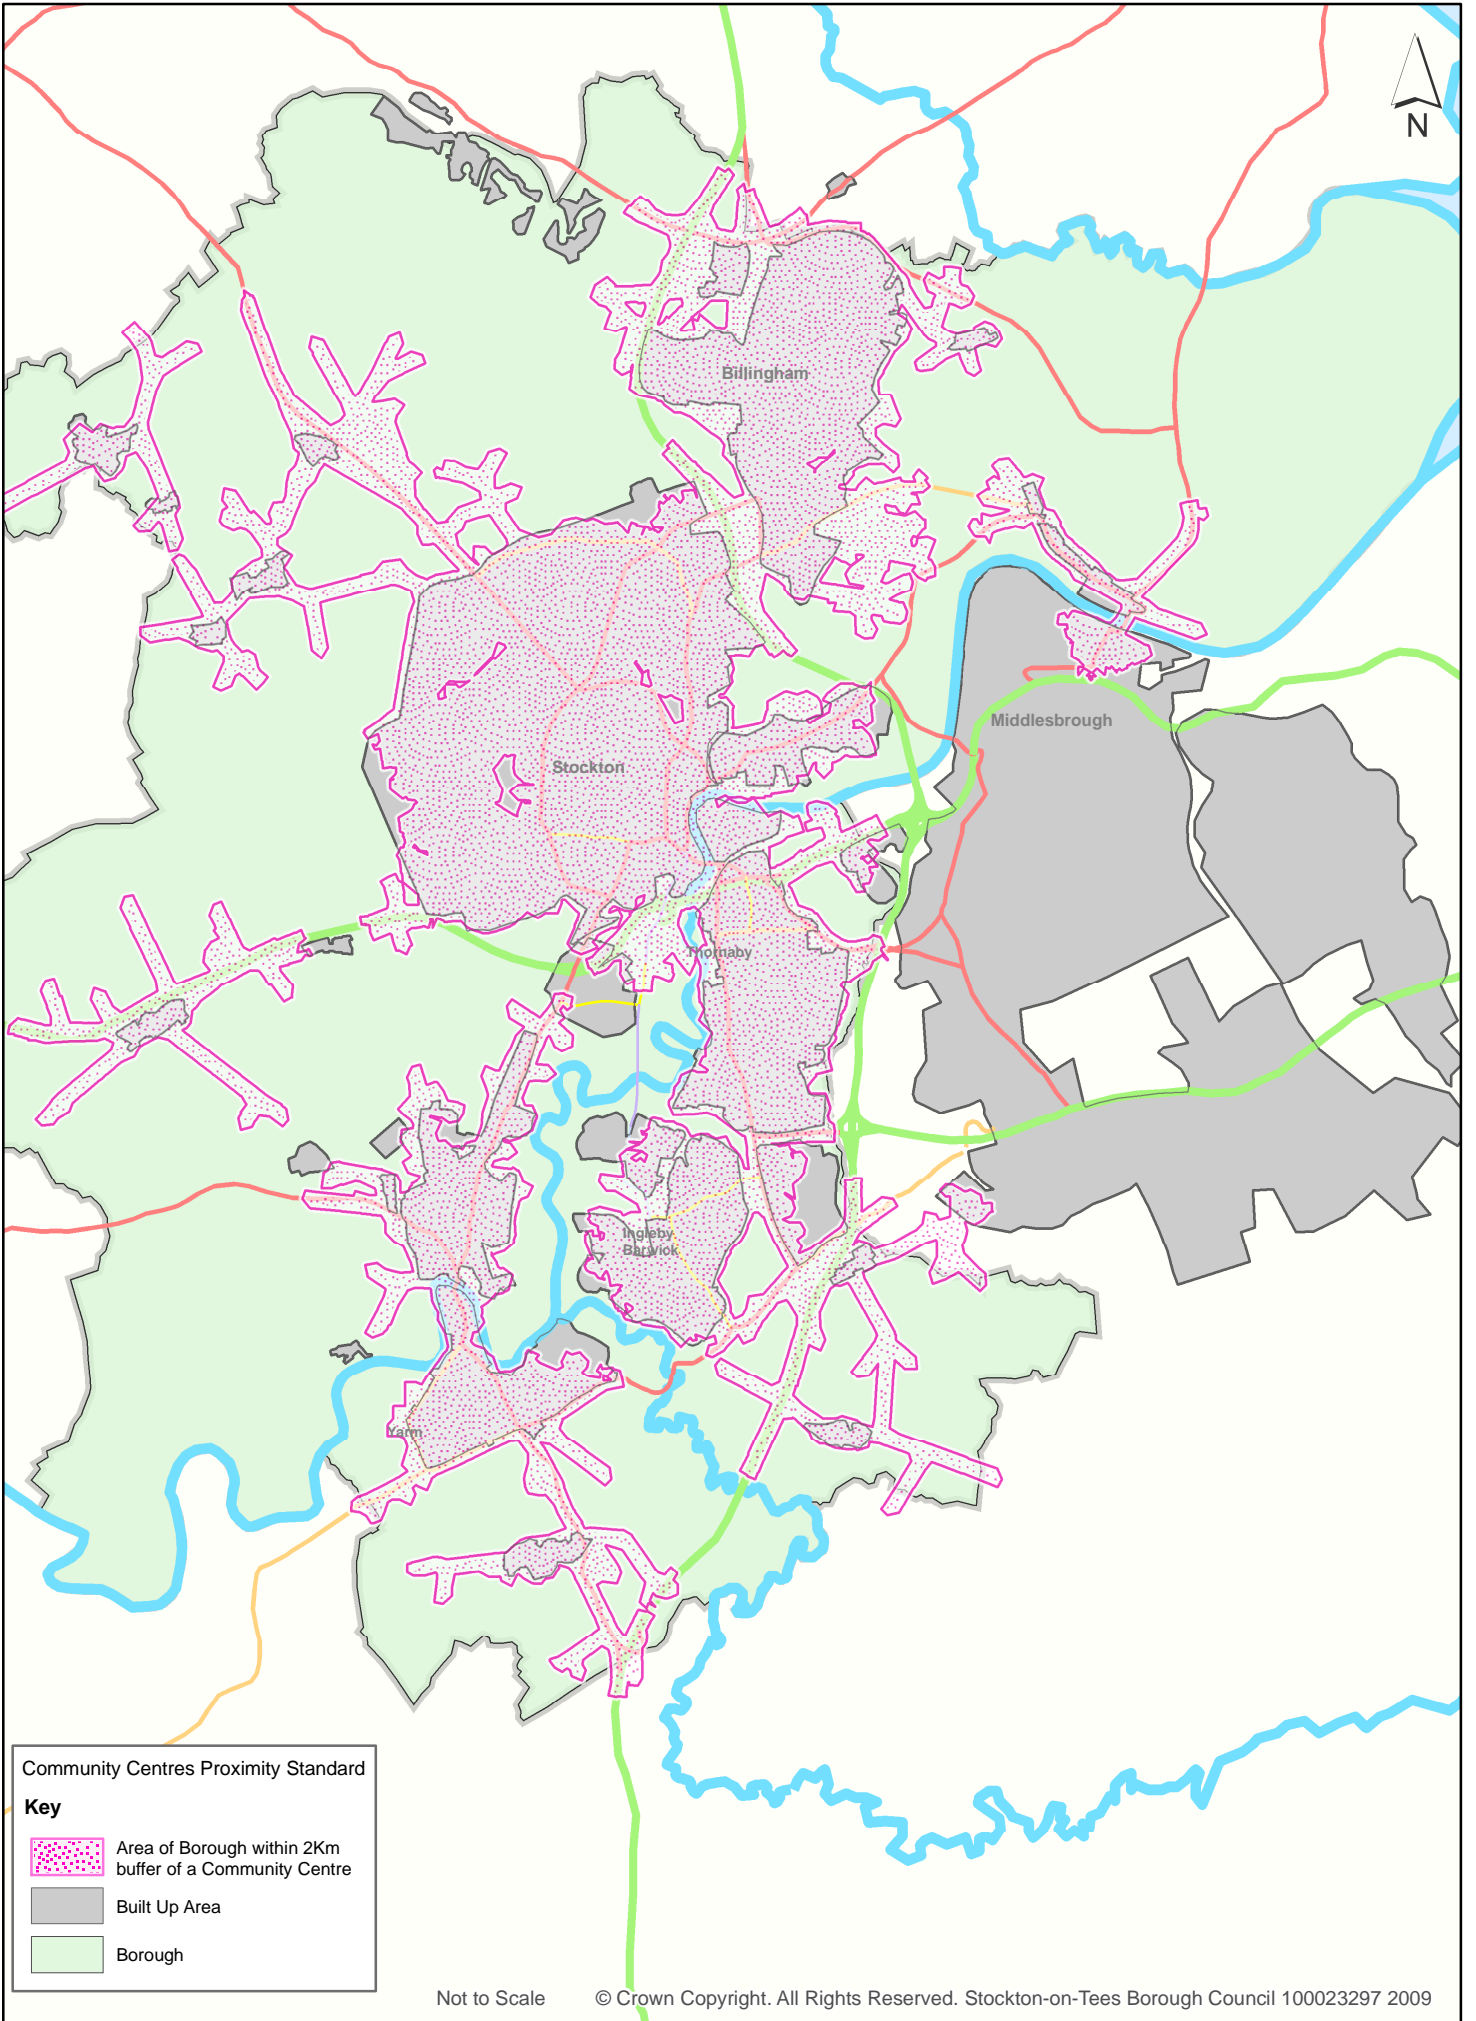 N
Billingham
Middlesbrough
Stockton
Thornaby
Ingleby
Barwick
Yarm
Community Centres Proximity Standard
Key
Area of Borough within 2Km
buffer of a Community Centre
Built Up Area
Borough
Not to Scale
© Crown Copyright. All Rights Reserved. Stockton-on-Tees Borough Council 100023297 2009